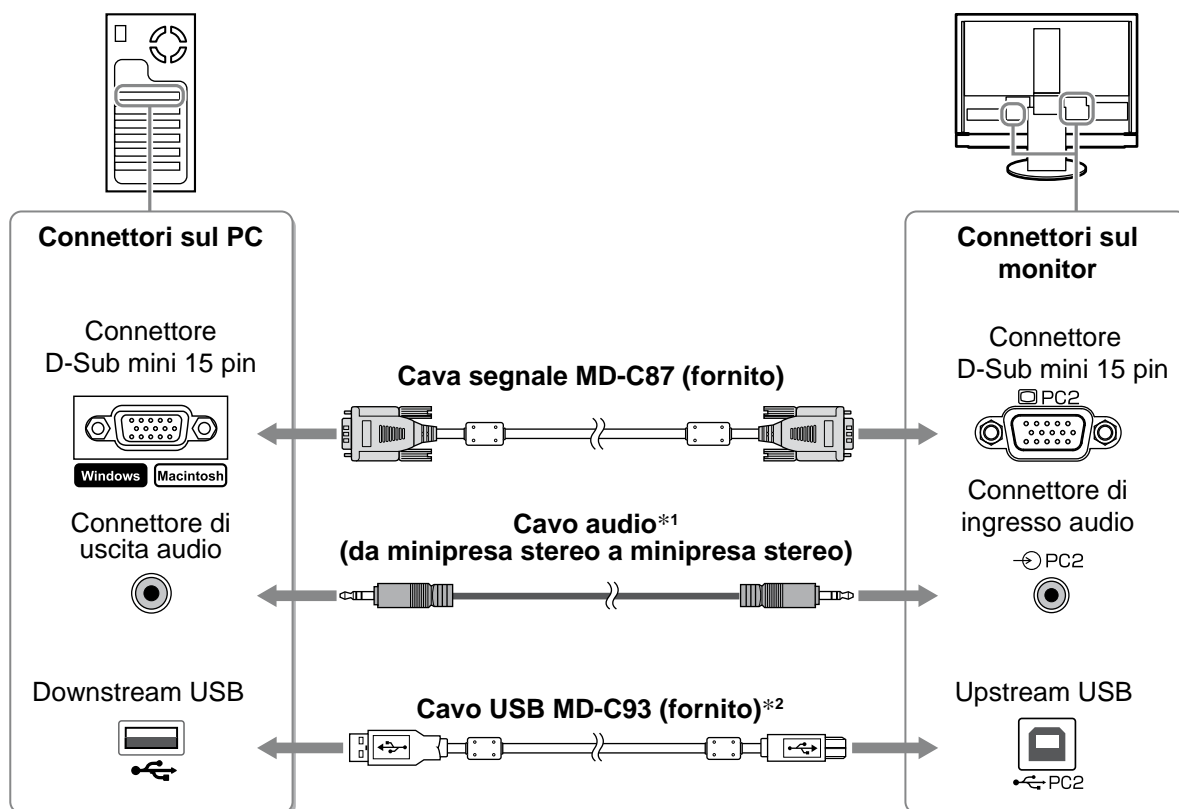 Connettori sul PC
Connettore
D-Sub mini 15 pin
Windows Macintosh
Connettore di
uscita audio
Downstream USB
Cava segnale MD-C87 (fornito)
Cavo audio*1
(da minipresa stereo a minipresa stereo)
Cavo USB MD-C93 (fornito)*2
Connettori sul
monitor
Connettore
D-Sub mini 15 pin
PC2
Connettore di
ingresso audio
PC2
Upstream USB
PC2